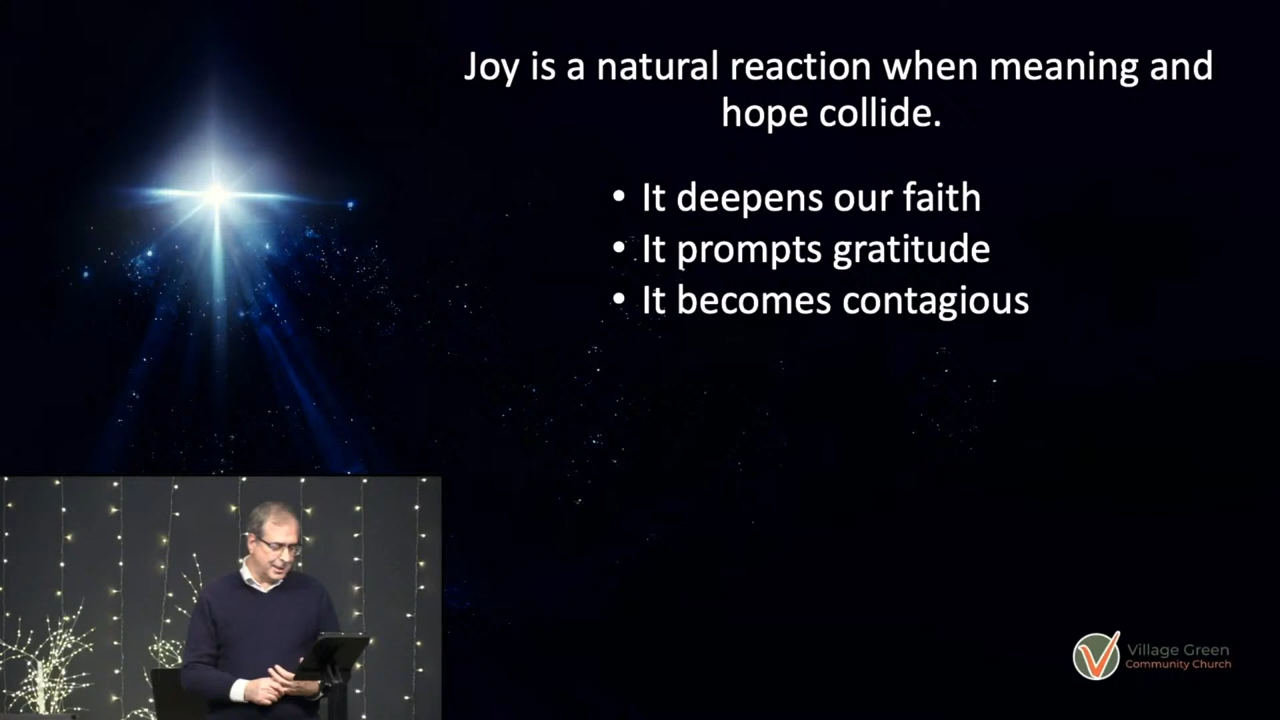 Joy is a natural reaction when meaning and
hope collide.
• It deepens our faith
• It prompts gratitude
• It becomes contagious
Village Green
Community Church